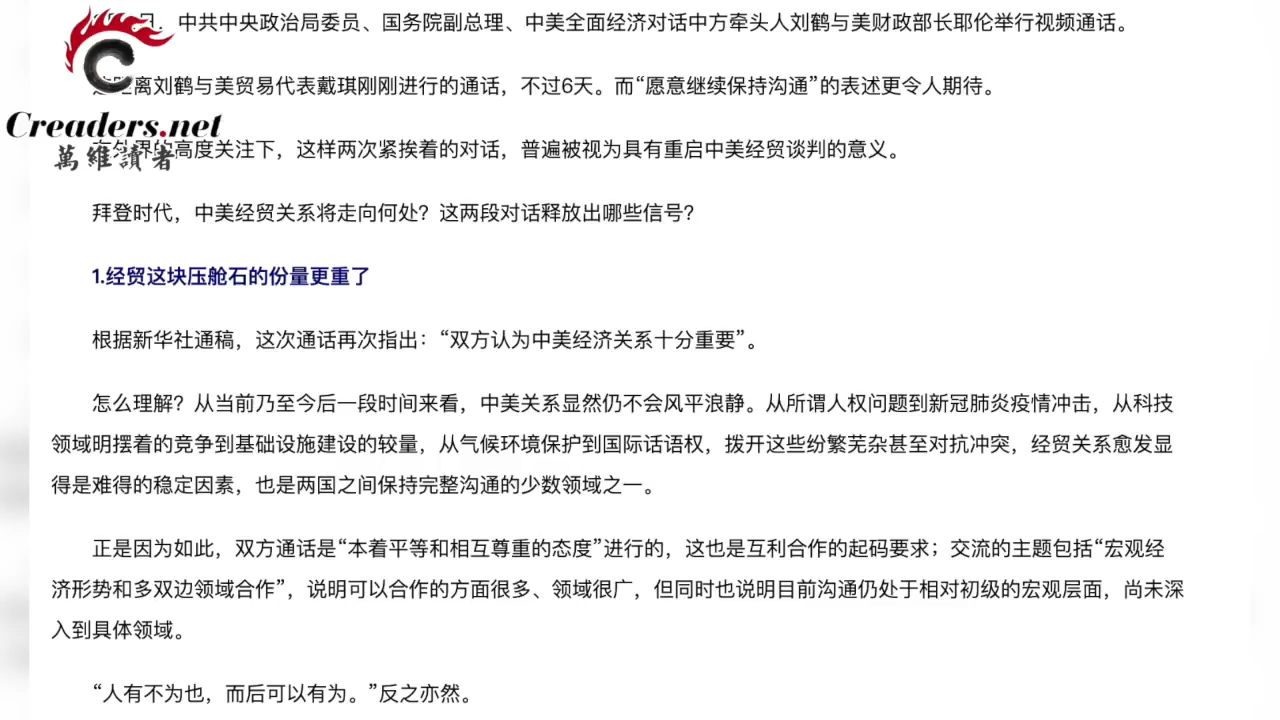 日，中共中央政治局委员、国务院副总理、中美全面经济对话中方牵头人刘鹤与美财政部长耶伦举行视频通话。
距离刘鹤与美贸易代表戴琪刚刚进行的通话，不过6天。而“愿意继续保持沟通”的表述更令人期待。
Creaders.net
在外界的高度关注下，这样两次紧挨着的对话，普遍被视为具有重启中美经贸谈判的意义。
萬維讀者
拜登时代，中美经贸关系将走向何处？这两段对话释放出哪些信号？
1.经贸这块压舱石的份量更重了
根据新华社通稿，这次通话再次指出：“双方认为中美经济关系十分重要”。
怎么理解？从当前乃至今后一段时间来看，中美关系显然仍不会风平浪静。从所谓人权问题到新冠肺炎疫情冲击，从科技
领域明摆着的竞争到基础设施建设的较量，从气候环境保护到国际话语权，拨开这些纷繁芜杂甚至对抗冲突，经贸关系愈发显
得是难得的稳定因素，也是两国之间保持完整沟通的少数领域之一。
正是因为如此，双方通话是“本着平等和相互尊重的态度”进行的，这也是互利合作的起码要求；交流的主题包括“宏观经
济形势和多双边领域合作”，说明可以合作的方面很多、领域很广，但同时也说明目前沟通仍处于相对初级的宏观层面，尚未深
入到具体领域。
“人有不为也，而后可以有为。”反之亦然。